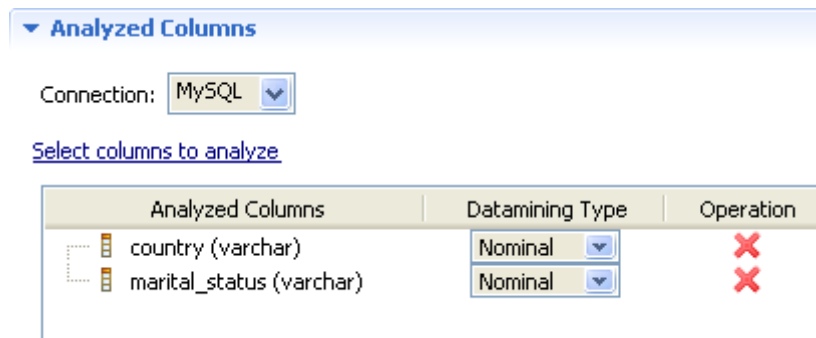 Analyzed Columns
Connection: MySQL
Select columns to analyze
Analyzed Columns Datamining Type Operation
country (varchar) Nominal
marital_status (varchar) Nominal